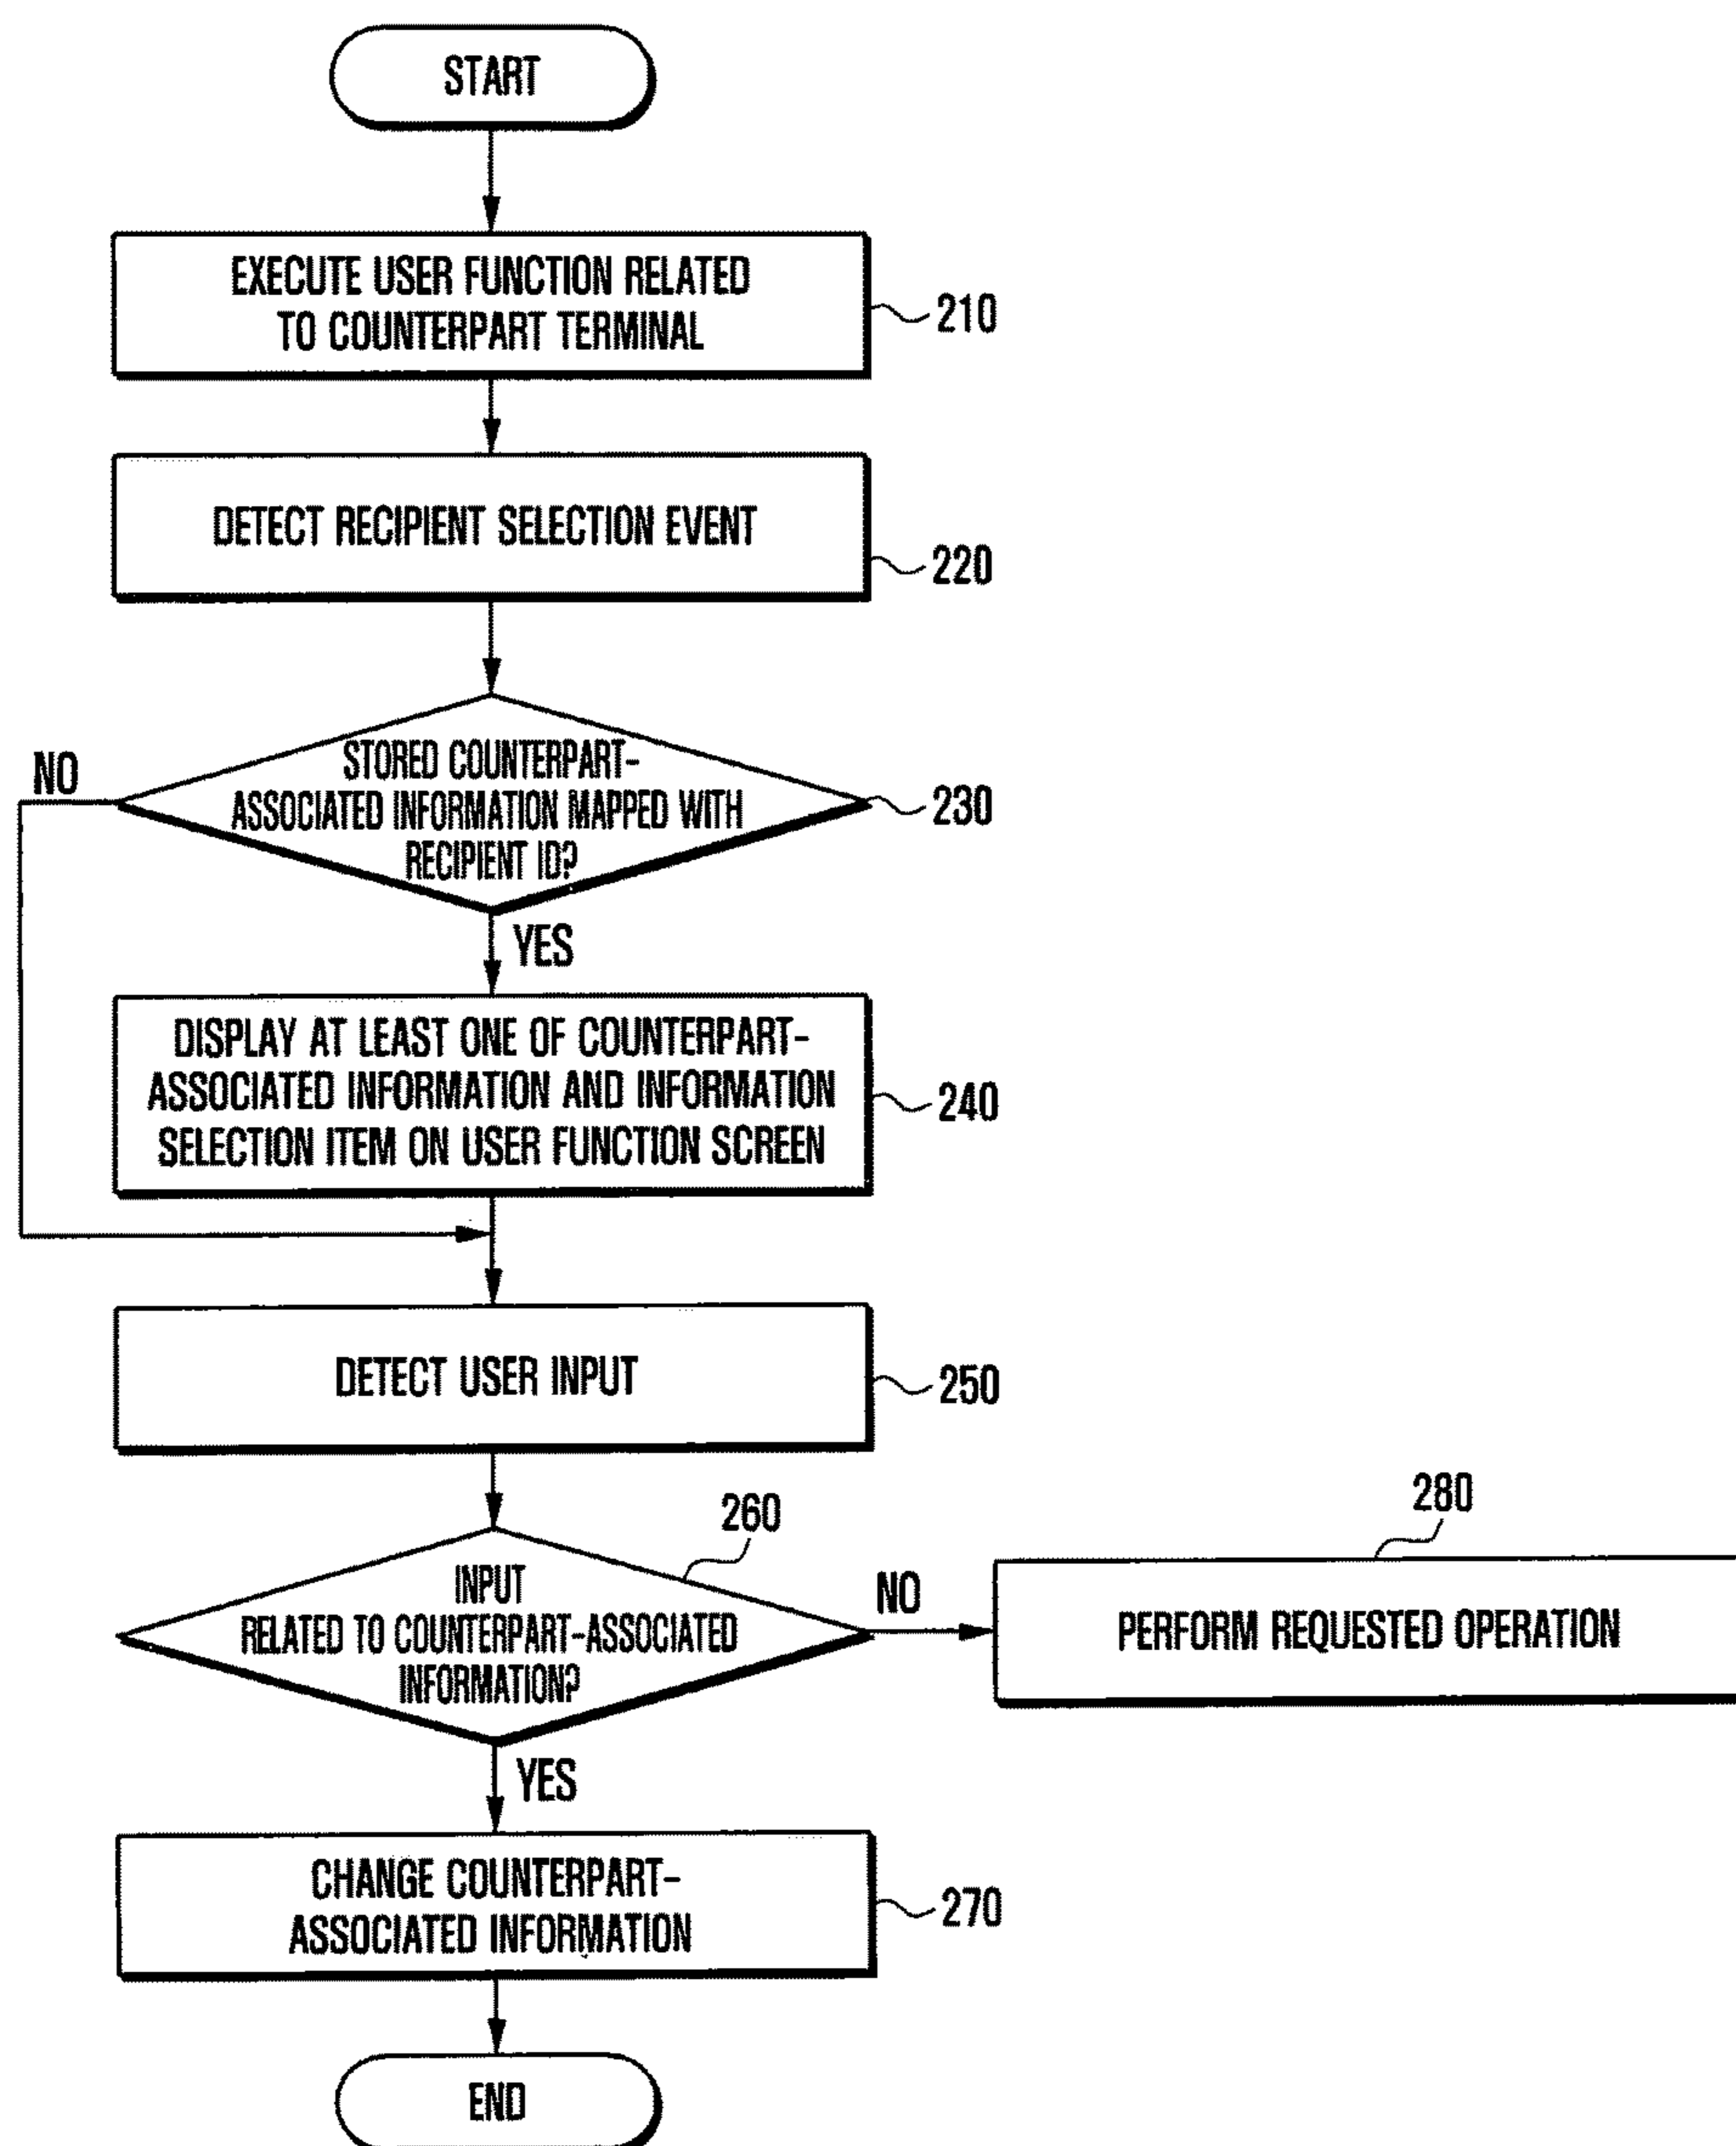 START
EXECUTE USER FUNCTION RELATED
TO COUNTERPART TERMINAL
210
DETECT RECIPIENT SELECTION EVENT
220
STORED COUNTERPART-
ASSOCIATED INFORMATION MAPPED WITH
RECIPIENT ID?
230
NO
YES
DISPLAY AT LEAST ONE OF COUNTERPART-
ASSOCIATED INFORMATION AND INFORMATION
SELECTION ITEM ON USER FUNCTION SCREEN
240
DETECT USER INPUT
250
260
INPUT
RELATED TO COUNTERPART-ASSOCIATED
INFORMATION?
NO
280
PERFORM REQUESTED OPERATION
YES
CHANGE COUNTERPART-
ASSOCIATED INFORMATION
270
END